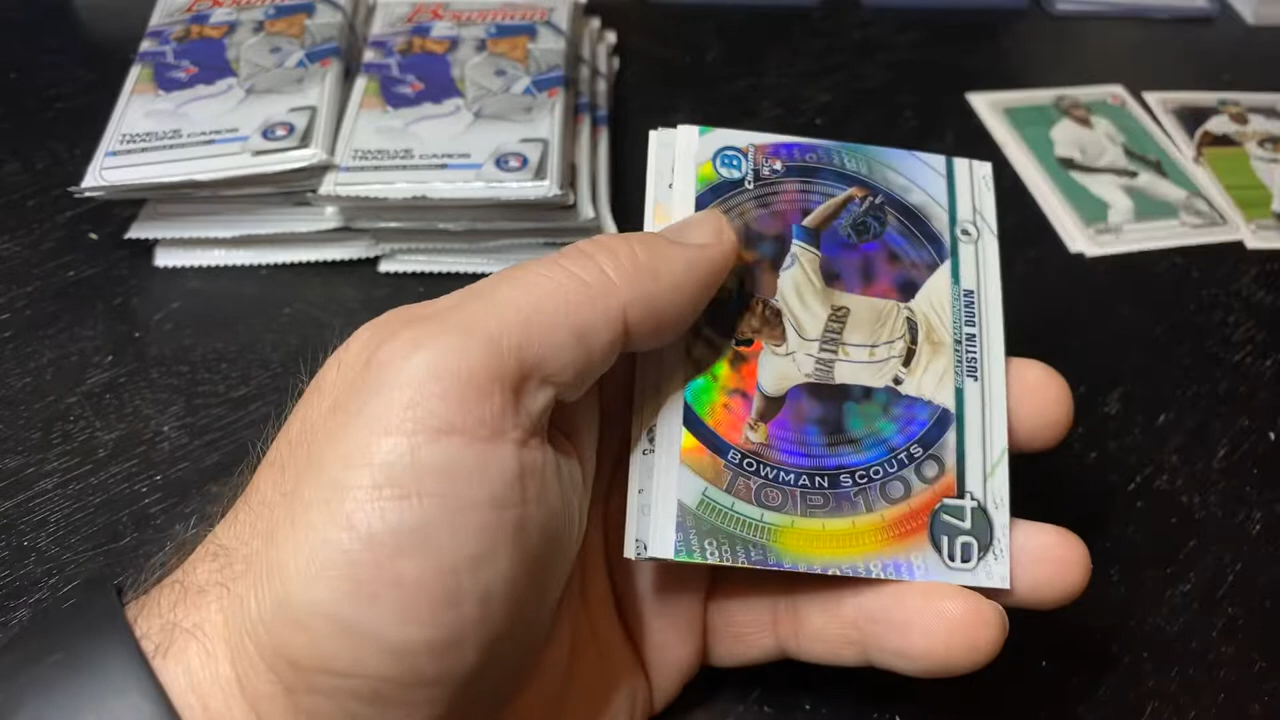 Bowman
TWELVE
TRADING CARDS
Bowman
TWELVE
TRADING CARDS
B
Chrome
RC
MARINERS
P
SEATTLE MARINERS
JUSTIN DUNN
BOWMAN SCOUTS
TOP 100
64